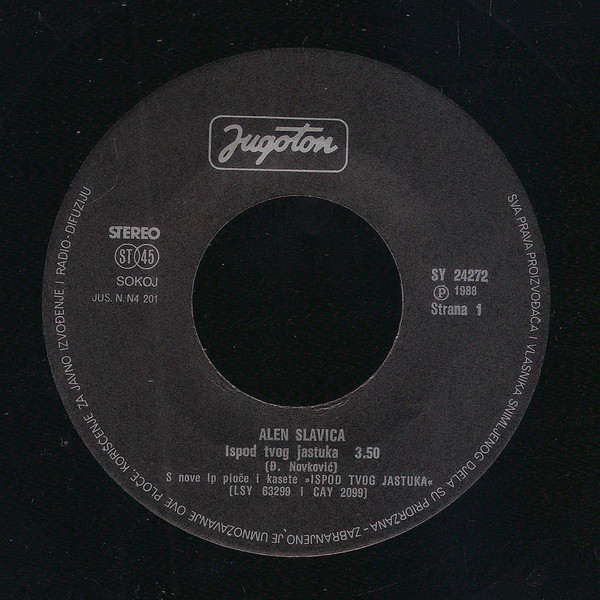 Jugoton
STEREO
ST 45
SOKOJ
JUS. N. N4 201
SY 24272
Ⓟ 1988
Strana 1
ALEN SLAVICA
Ispod tvog jastuka 3.50
(Đ. Novković)
S nove lp ploče i kasete »ISPOD TVOG JASTUKA«
(LSY 63299 I CAY 2099)
SVA PRAVA PROIZVOĐAČA I VLASNIKA SNIMLJENOG DJELA SU PRIDRŽANA - ZABRANJENO JE UMNOŽAVANJE OVE PLOČE, KORIŠĆENJE ZA JAVNO IZVOĐENJE I RADIO-DIFUZIJU